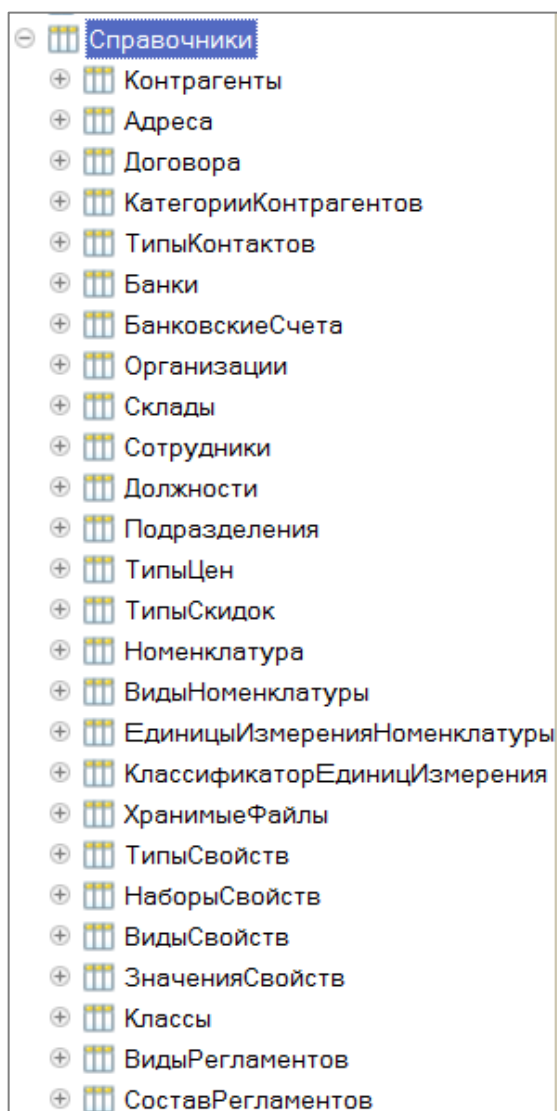 Справочники
Контрагенты
Адреса
Договора
КатегорииКонтрагентов
ТипыКонтактов
Банки
БанковскиеСчета
Организации
Склады
Сотрудники
Должности
Подразделения
ТипыЦен
ТипыСкидок
Номенклатура
ВидыНоменклатуры
ЕдиницыИзмеренияНоменклатуры
КлассификаторЕдиницИзмерения
ХранимыеФайлы
ТипыСвойств
НаборыСвойств
ВидыСвойств
ЗначенияСвойств
Классы
ВидыРегламентов
СоставРегламентов